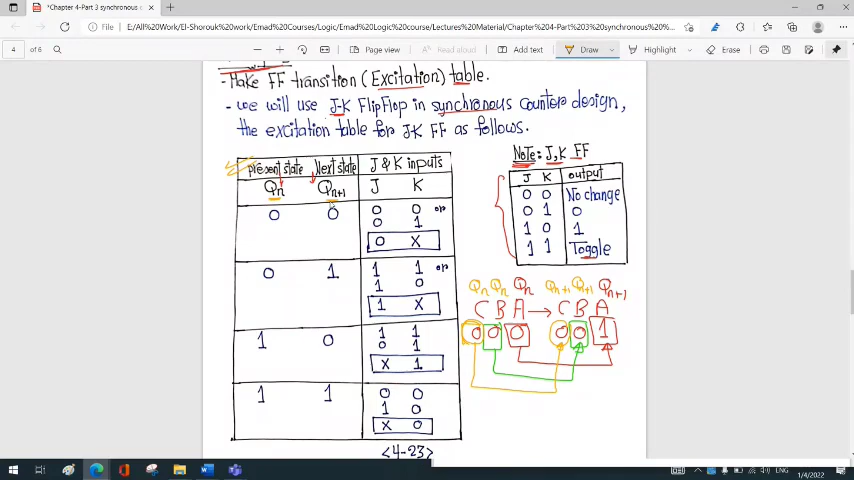 *Chapter 4-Part 3 synchronous c
File | E:/All%20Work/El-Shorouk%20work/Emad%20Courses/Logic/Emad%20Logic%20course/Lectures%20Material/Chapter%204-Part%203%20synchronous%...
4 of 6
Page view
Read aloud
Add text
Draw
Highlight
Erase
- Make FF transition (Excitation) table.
- we will use J-K FlipFlop in synchronous counter design,
the excitation table for J-K FF as follows.
Present state Next state J & K inputs
Qn Qn+1 J K
0 0 0 0 or
0 1
0 X
0 1 1 1 or
1 0
1 X
1 0 1 1
0 1
X 1
1 1 0 0
1 0
X 0
<4-23>
Note: J,K FF
J K output
0 0 No change
0 1 0
1 0 1
1 1 Toggle
Qn Qn Qn Qn+1 Qn+1 Qn+1
C B A → C B A
0 0 0 0 0 1
ENG
1/4/2022